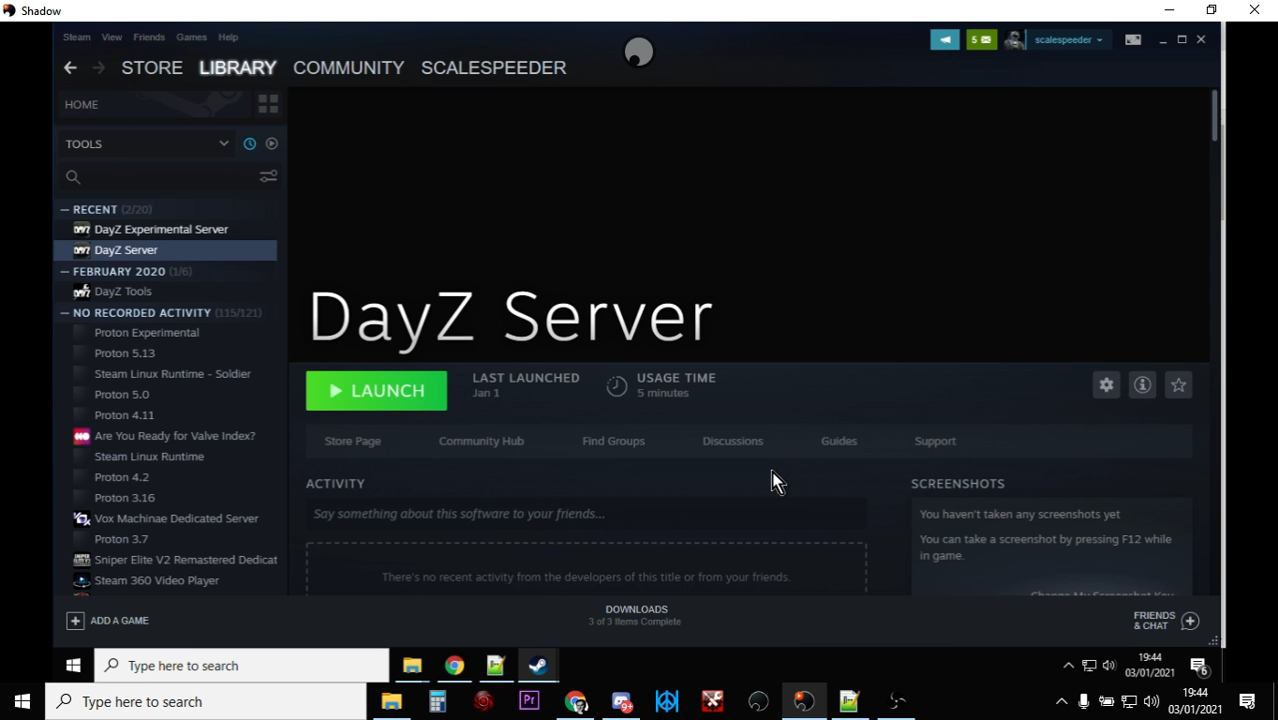 Shadow
Steam View Friends Games Help
5
scalespeeder
STORE LIBRARY COMMUNITY SCALESPEEDER
HOME
TOOLS
— RECENT (2/20)
DayZ Experimental Server
DayZ Server
— FEBRUARY 2020 (1/6)
DayZ Tools
— NO RECORDED ACTIVITY (115/121)
Proton Experimental
Proton 5.13
Steam Linux Runtime - Soldier
Proton 5.0
Proton 4.11
Are You Ready for Valve Index?
Steam Linux Runtime
Proton 4.2
Proton 3.16
Vox Machinae Dedicated Server
Proton 3.7
Sniper Elite V2 Remastered Dedicat
Steam 360 Video Player
DayZ Server
LAUNCH
LAST LAUNCHED
Jan 1
USAGE TIME
5 minutes
Store Page Community Hub Find Groups Discussions Guides Support
ACTIVITY
Say something about this software to your friends...
There's no recent activity from the developers of this title or from your friends.
SCREENSHOTS
You haven't taken any screenshots yet
You can take a screenshot by pressing F12 while
in game.
Change My Screenshot Key
ADD A GAME
DOWNLOADS
3 of 3 Items Complete
FRIENDS
& CHAT
Type here to search
19:44
03/01/2021
6
Type here to search
Pr
19:44
03/01/2021